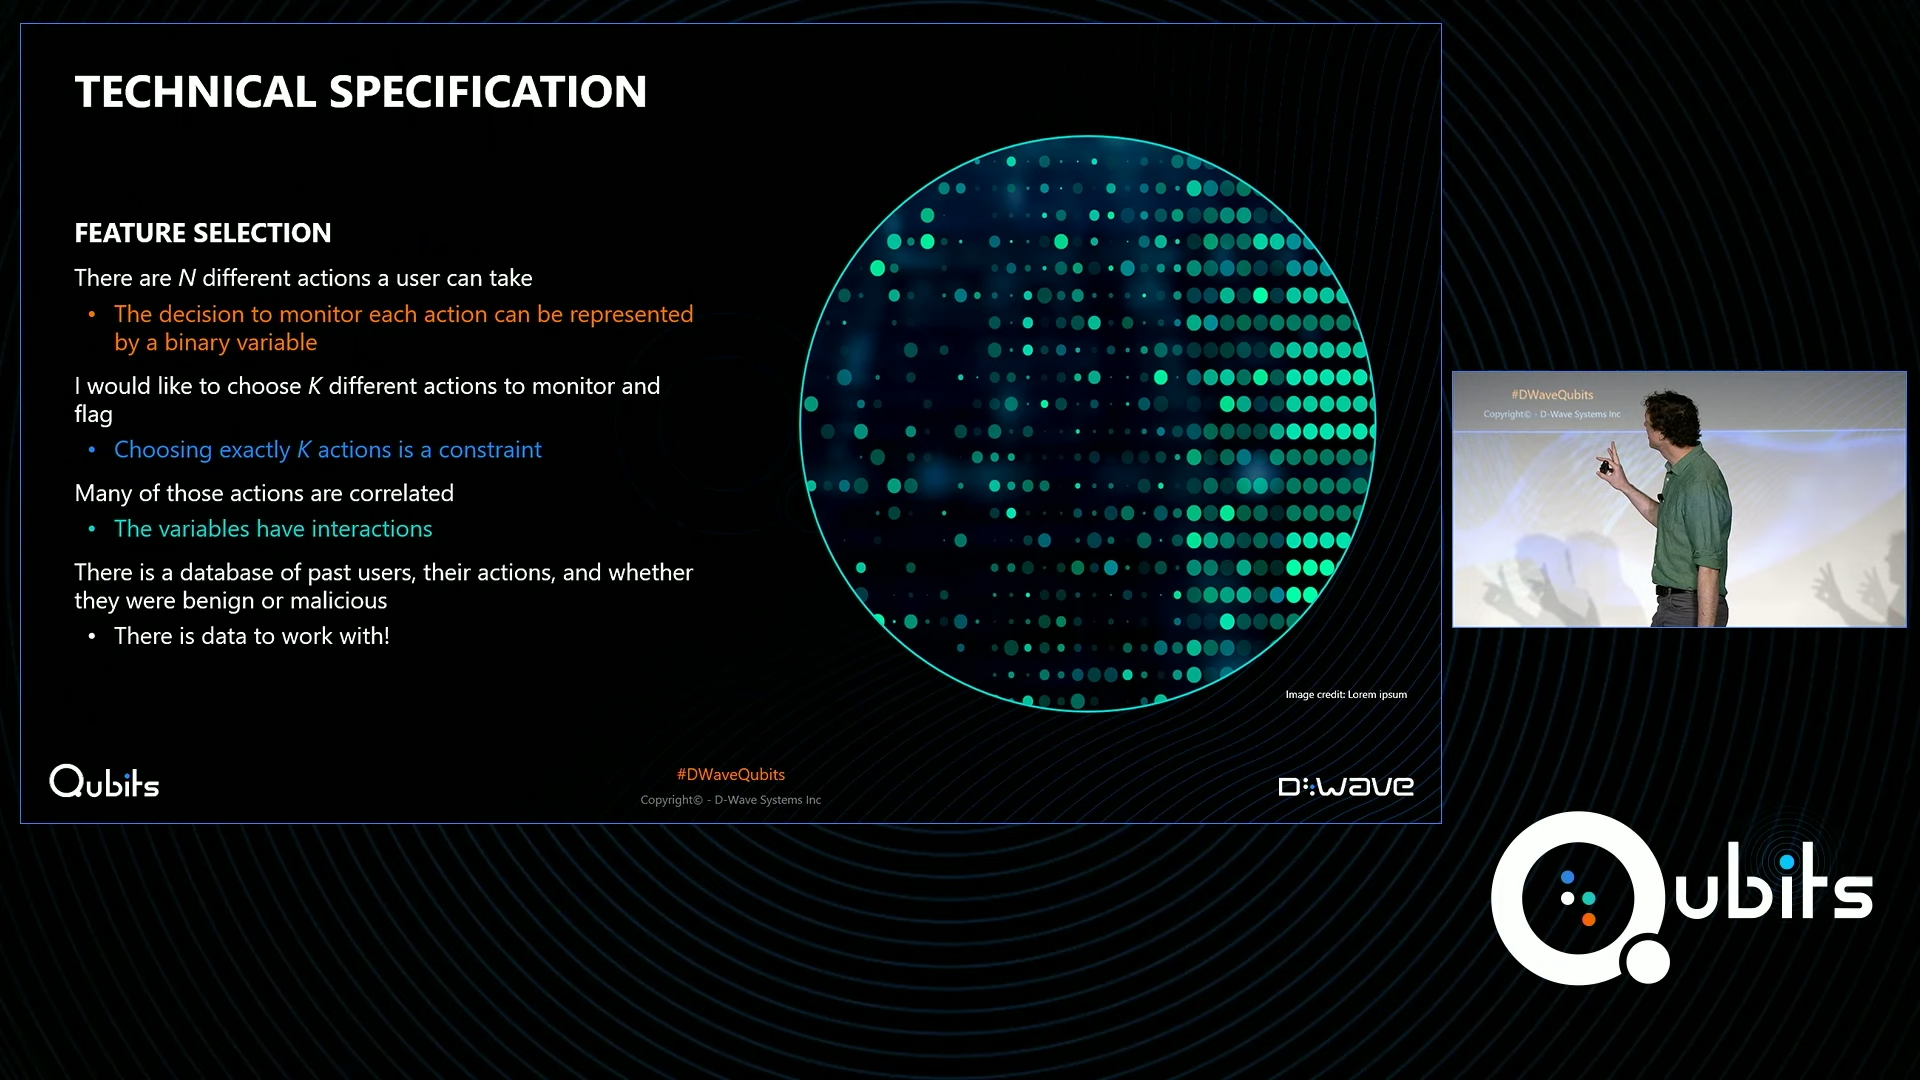 TECHNICAL SPECIFICATION
FEATURE SELECTION
There are N different actions a user can take
• The decision to monitor each action can be represented
by a binary variable
I would like to choose K different actions to monitor and
flag
• Choosing exactly K actions is a constraint
Many of those actions are correlated
• The variables have interactions
There is a database of past users, their actions, and whether
they were benign or malicious
• There is data to work with!
Image credit: Lorem ipsum
Qubits
#DWaveQubits
Copyright© - D-Wave Systems Inc
D:wave
#DWaveQubits
Copyright© - D-Wave Systems Inc
Qubits